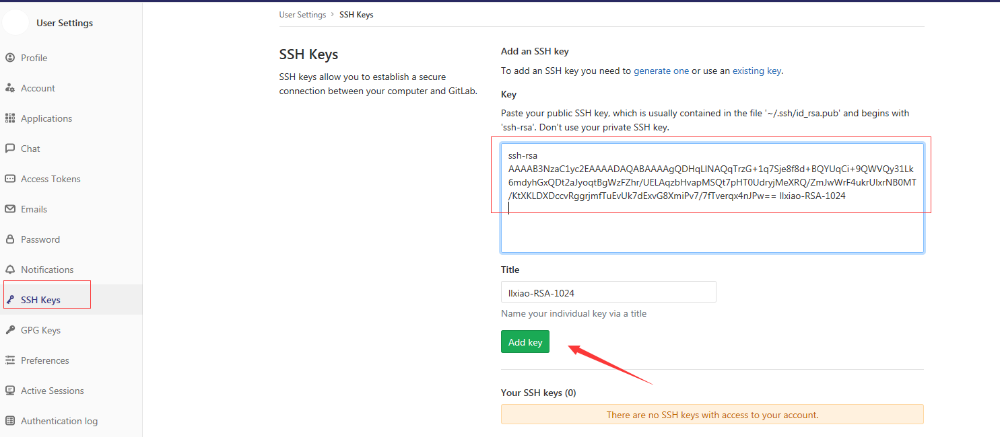 User Settings
Profile
Account
Applications
Chat
Access Tokens
Emails
Password
Notifications
SSH Keys
GPG Keys
Preferences
Active Sessions
Authentication log
User Settings > SSH Keys
SSH Keys
SSH keys allow you to establish a secure
connection between your computer and GitLab.
Add an SSH key
To add an SSH key you need to generate one or use an existing key.
Key
Paste your public SSH key, which is usually contained in the file '~/.ssh/id_rsa.pub' and begins with
'ssh-rsa'. Don't use your private SSH key.
ssh-rsa
AAAAB3NzaC1yc2EAAAADAQABAAAAgQDHqLlNAQqTrzG+1q7Sje8f8d+BQYUqCi+9QWVQy31Lk
6mdyhGxQDt2aJyoqtBgWzFZhr/UELAqzbHvapMSQt7pHT0UdryjMeXRQ/ZmJwWrF4ukrUlxrNB0MT
/KtXKLDXDccvRggrjmfTuEvUk7dExvG8XmiPv7/7fTverqx4nJPw== llxiao-RSA-1024
Title
llxiao-RSA-1024
Name your individual key via a title
Add key
Your SSH keys (0)
There are no SSH keys with access to your account.